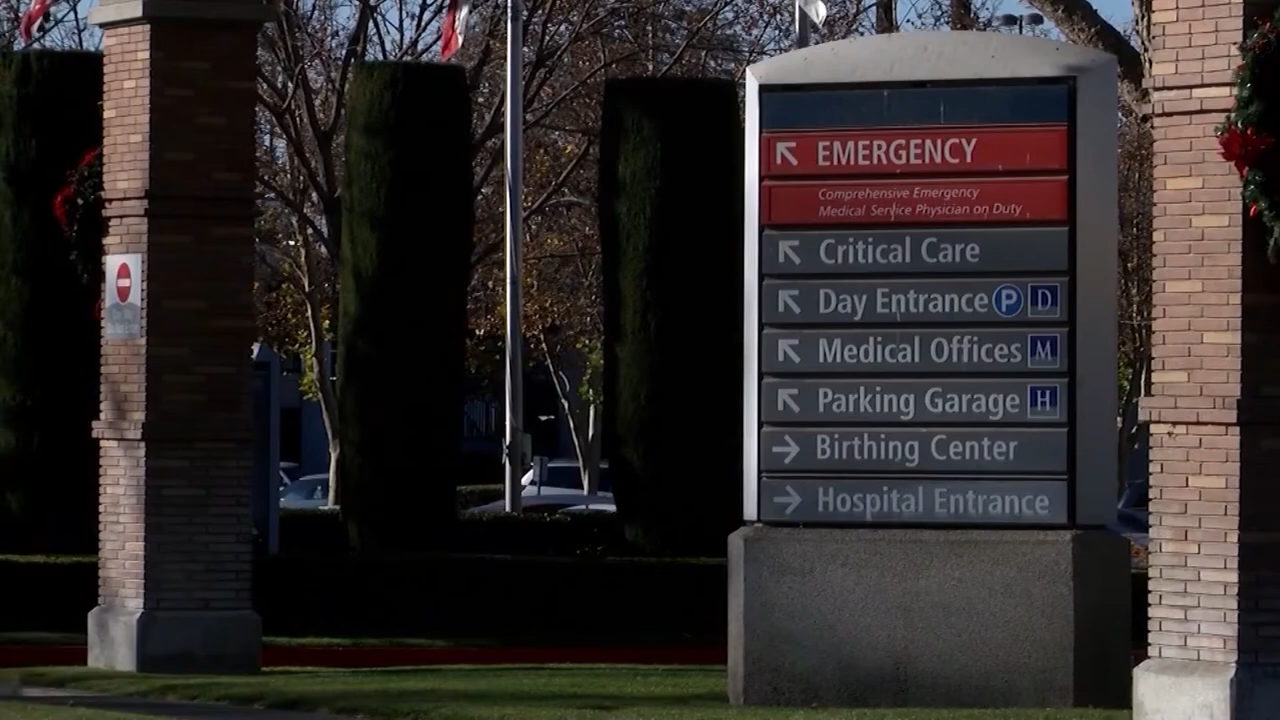 EMERGENCY
Comprehensive Emergency
Medical Service Physician on Duty
Critical Care
Day Entrance P D
Medical Offices M
Parking Garage H
Birthing Center
Hospital Entrance